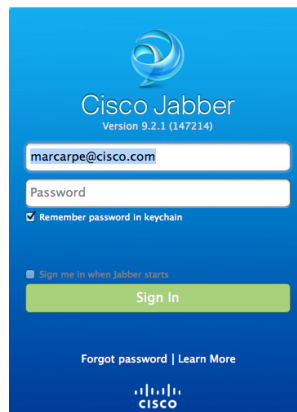 Cisco Jabber
Version 9.2.1 (147214)
marcarpe@cisco.com
Password
Remember password in keychain
Sign me in when Jabber starts
Sign In
Forgot password | Learn More
CISCO